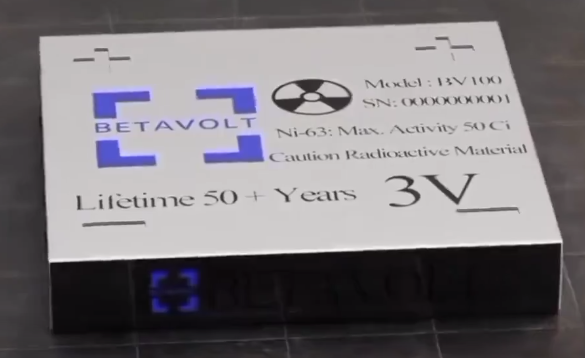 Model : BV100
SN: 0000000001
BETAVOLT
Ni-63: Max. Activity 50 Ci
Caution Radioactive Material
Lifetime 50 + Years
3V
BETAVOLT